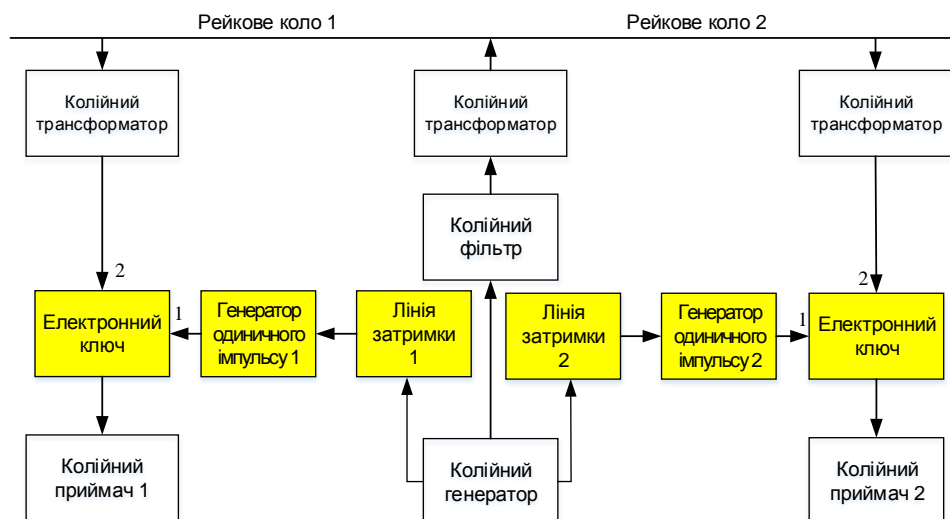 Рейкове коло 1
Рейкове коло 2
Колійний
трансформатор
Колійний
трансформатор
Колійний
трансформатор
Колійний
фільтр
2
2
Електронний
ключ
1
Генератор
одиничного
імпульсу 1
Лінія
затримки
1
Лінія
затримки
2
Генератор
одиничного
імпульсу 2
1
Електронний
ключ
Колійний
приймач 1
Колійний
генератор
Колійний
приймач 2